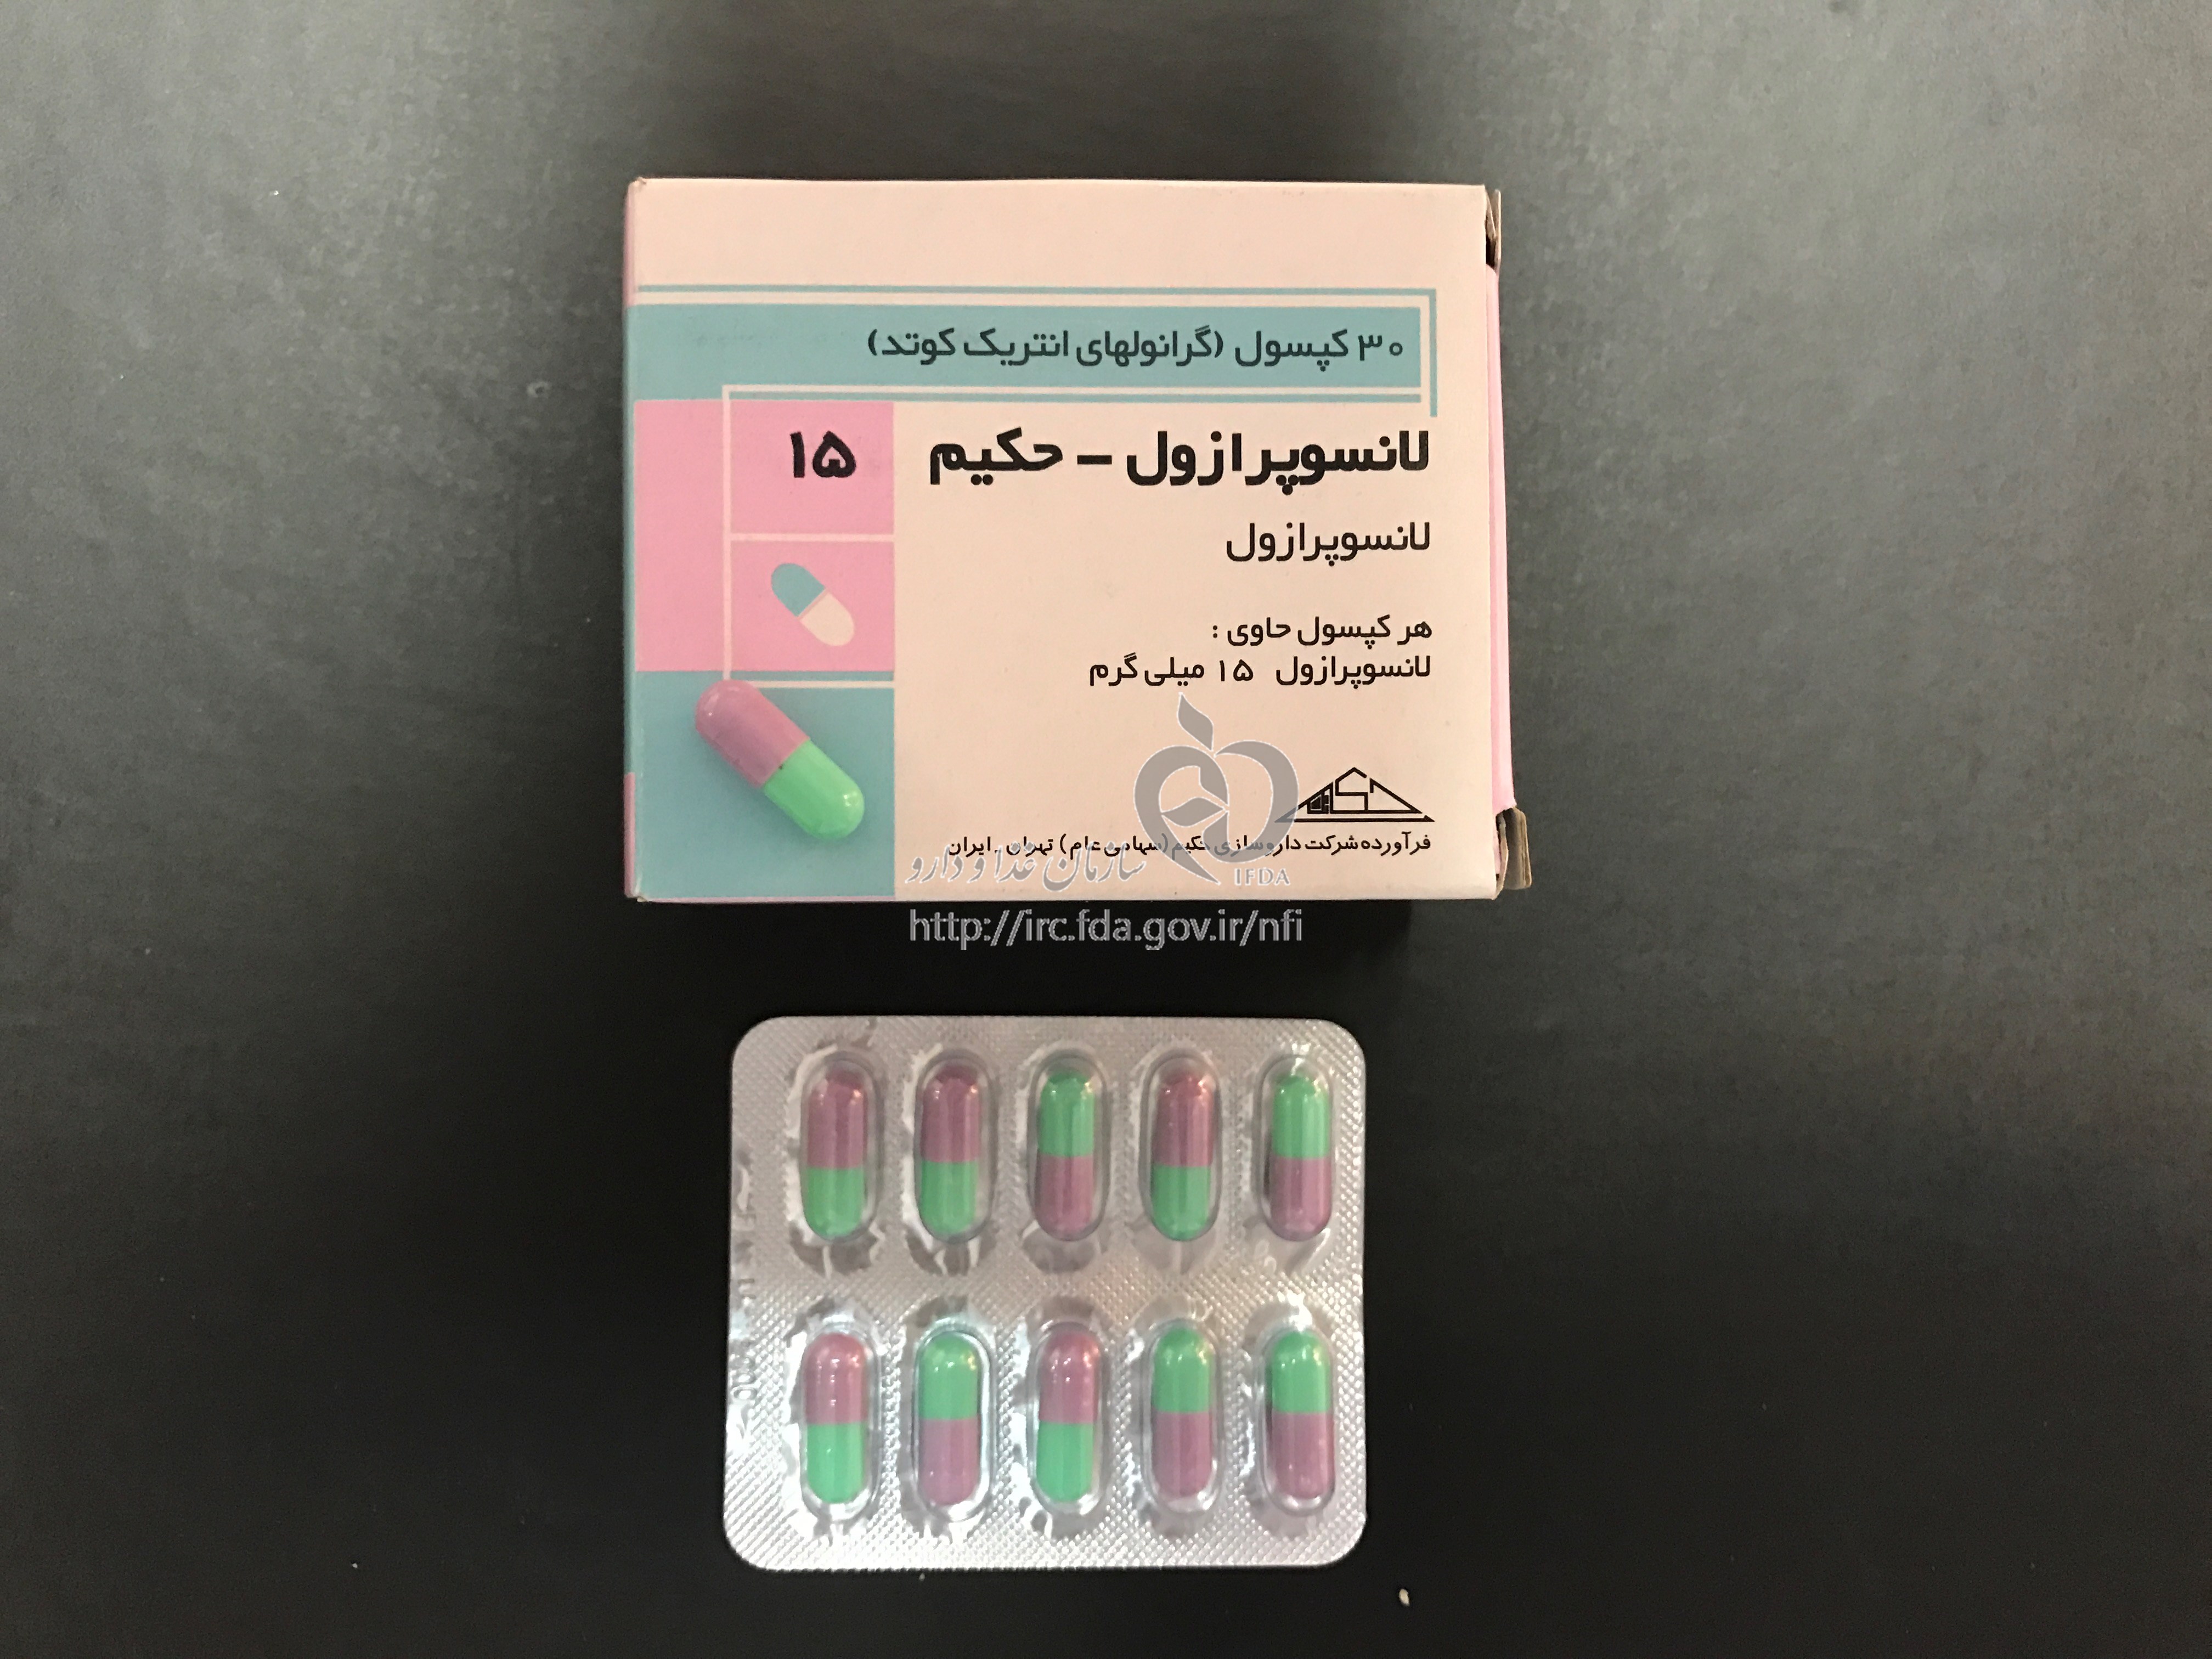 ۳۰ کپسول (گرانولهای انتریک کوتد)
لانسوپرازول - حکیم ۱۵
لانسوپرازول
هر کپسول حاوی :
لانسوپرازول ۱۵ میلی گرم
فرآورده شرکت داروسازی حکیم (سهامی عام) تهران . ایران
IFDA
سازمان غذا و دارو
http://irc.fda.gov.ir/nfi